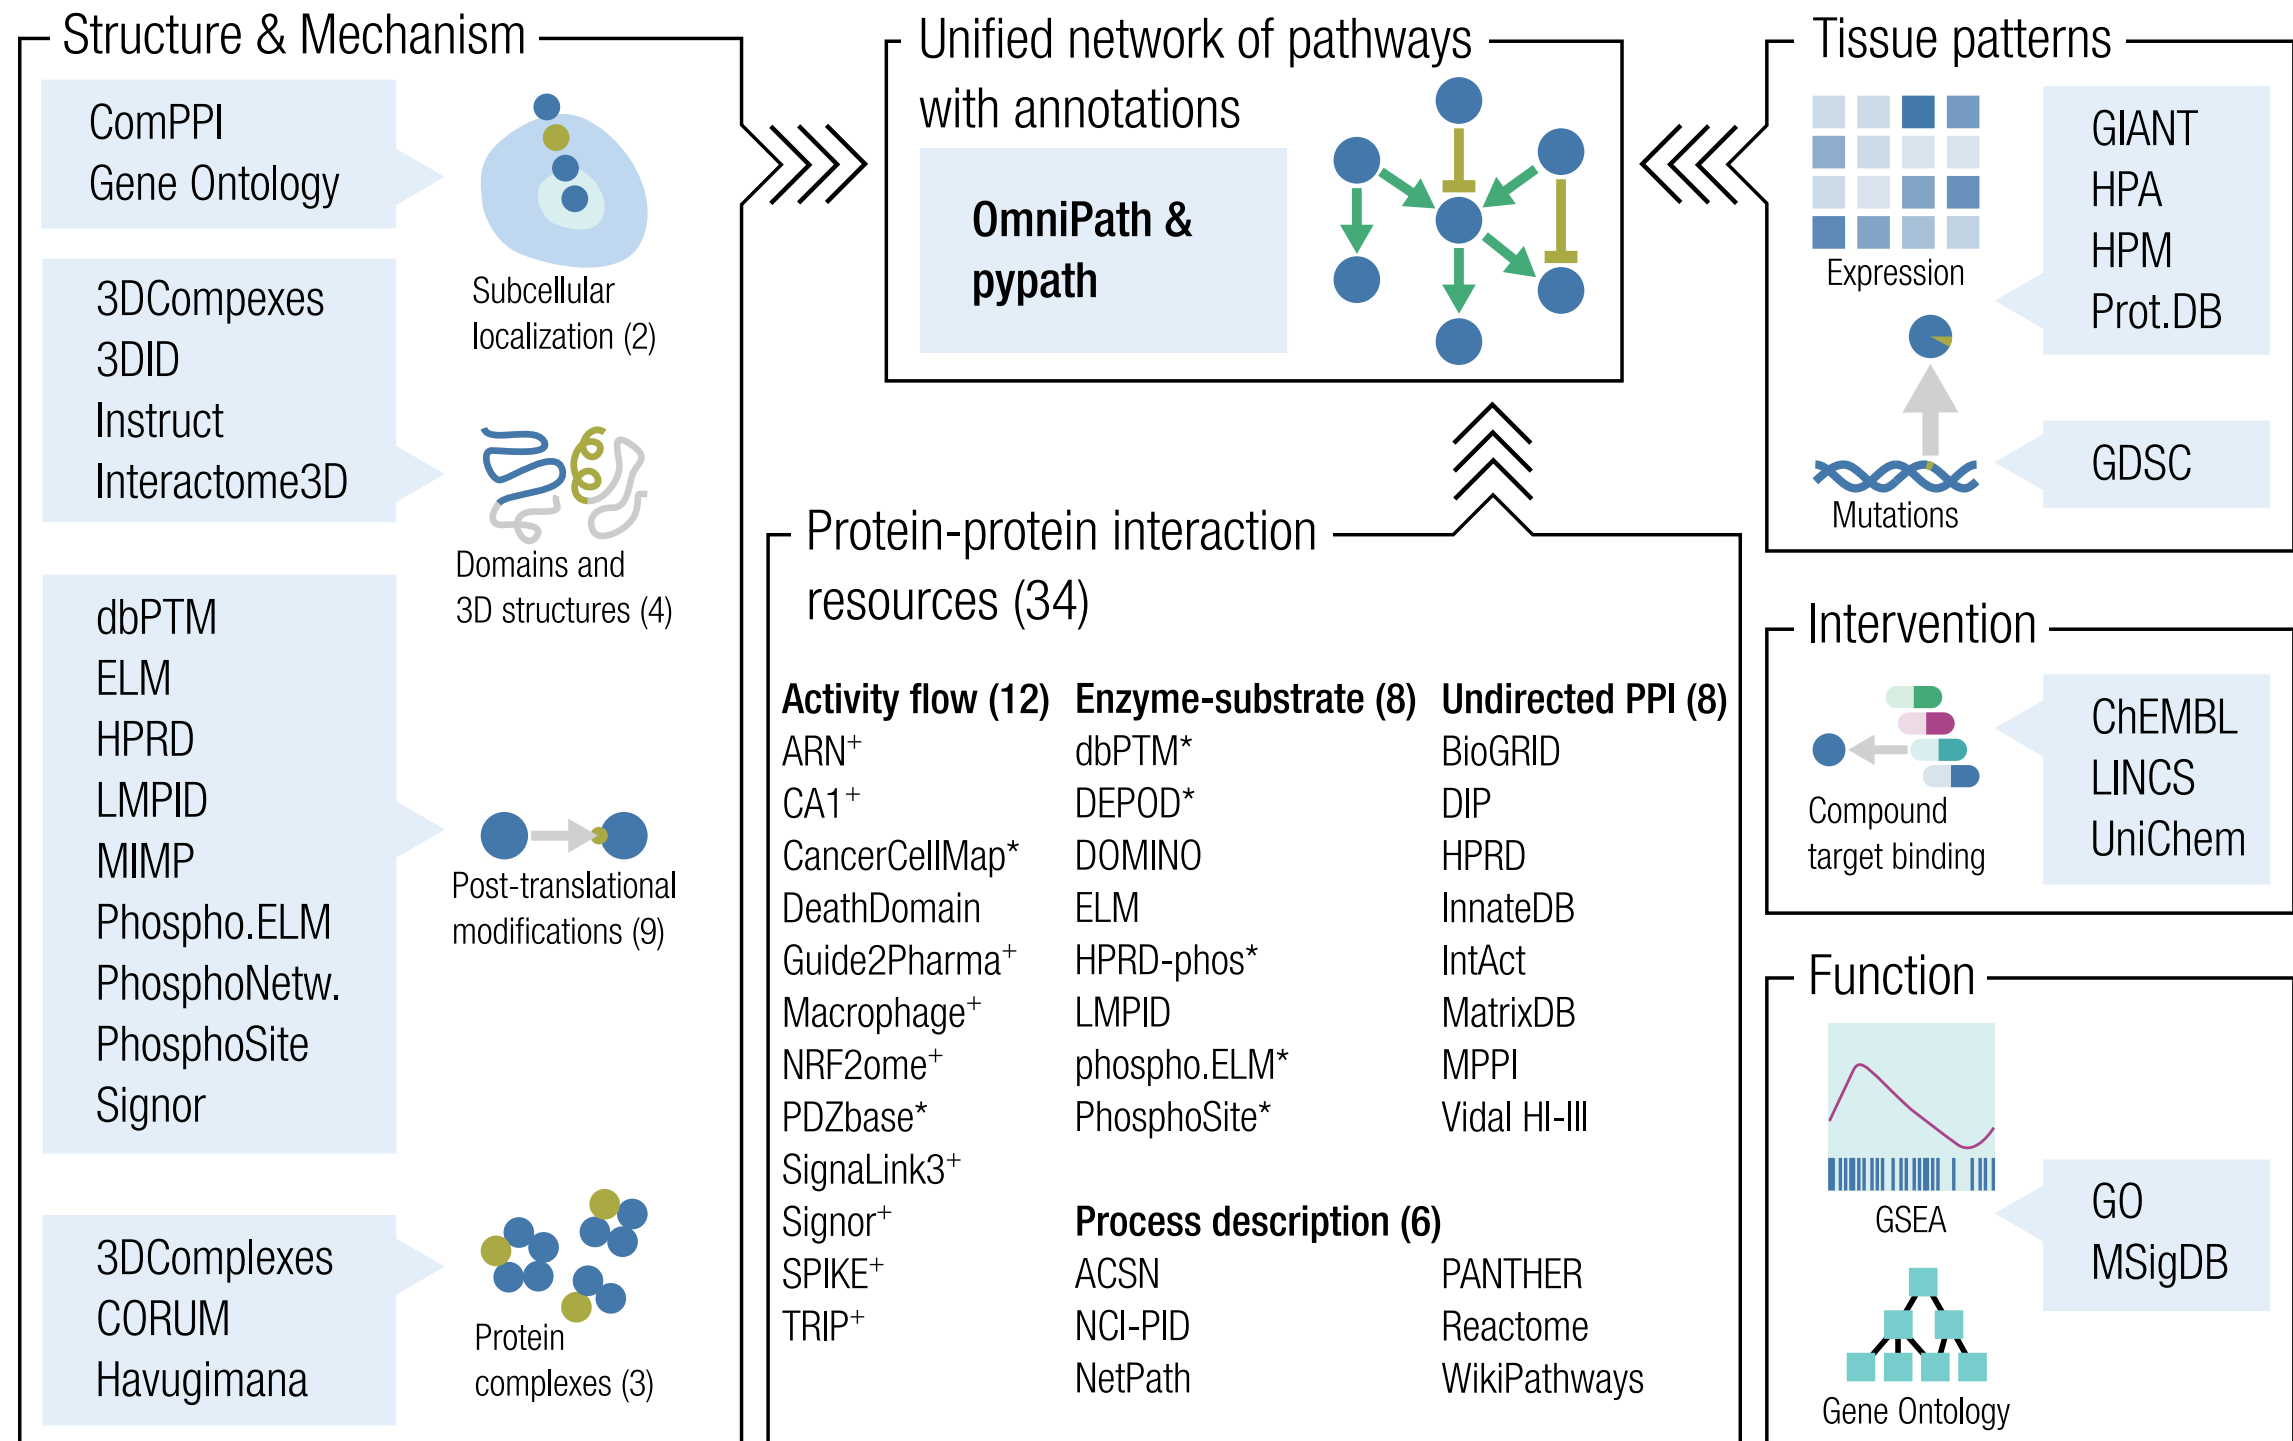 Structure & Mechanism
ComPPI
Gene Ontology
Subcellular
localization (2)
3DCompexes
3DID
Instruct
Interactome3D
Domains and
3D structures (4)
dbPTM
ELM
HPRD
LMPID
MIMP
Phospho.ELM
PhosphoNetw.
PhosphoSite
Signor
Post-translational
modifications (9)
3DComplexes
CORUM
Havugimana
Protein
complexes (3)
Unified network of pathways
with annotations
OmniPath &
pypath
Protein-protein interaction
resources (34)
Activity flow (12)
ARN+
CA1+
CancerCellMap*
DeathDomain
Guide2Pharma+
Macrophage+
NRF2ome+
PDZbase*
SignaLink3+
Signor+
SPIKE+
TRIP+
Enzyme-substrate (8)
dbPTM*
DEPOD*
DOMINO
ELM
HPRD-phos*
LMPID
phospho.ELM*
PhosphoSite*
Undirected PPI (8)
BioGRID
DIP
HPRD
InnateDB
IntAct
MatrixDB
MPPI
Vidal HI-III
Process description (6)
ACSN
NCI-PID
NetPath
PANTHER
Reactome
WikiPathways
Tissue patterns
Expression
GIANT
HPA
HPM
Prot.DB
Mutations
GDSC
Intervention
Compound
target binding
ChEMBL
LINCS
UniChem
Function
GSEA
GO
MSigDB
Gene Ontology